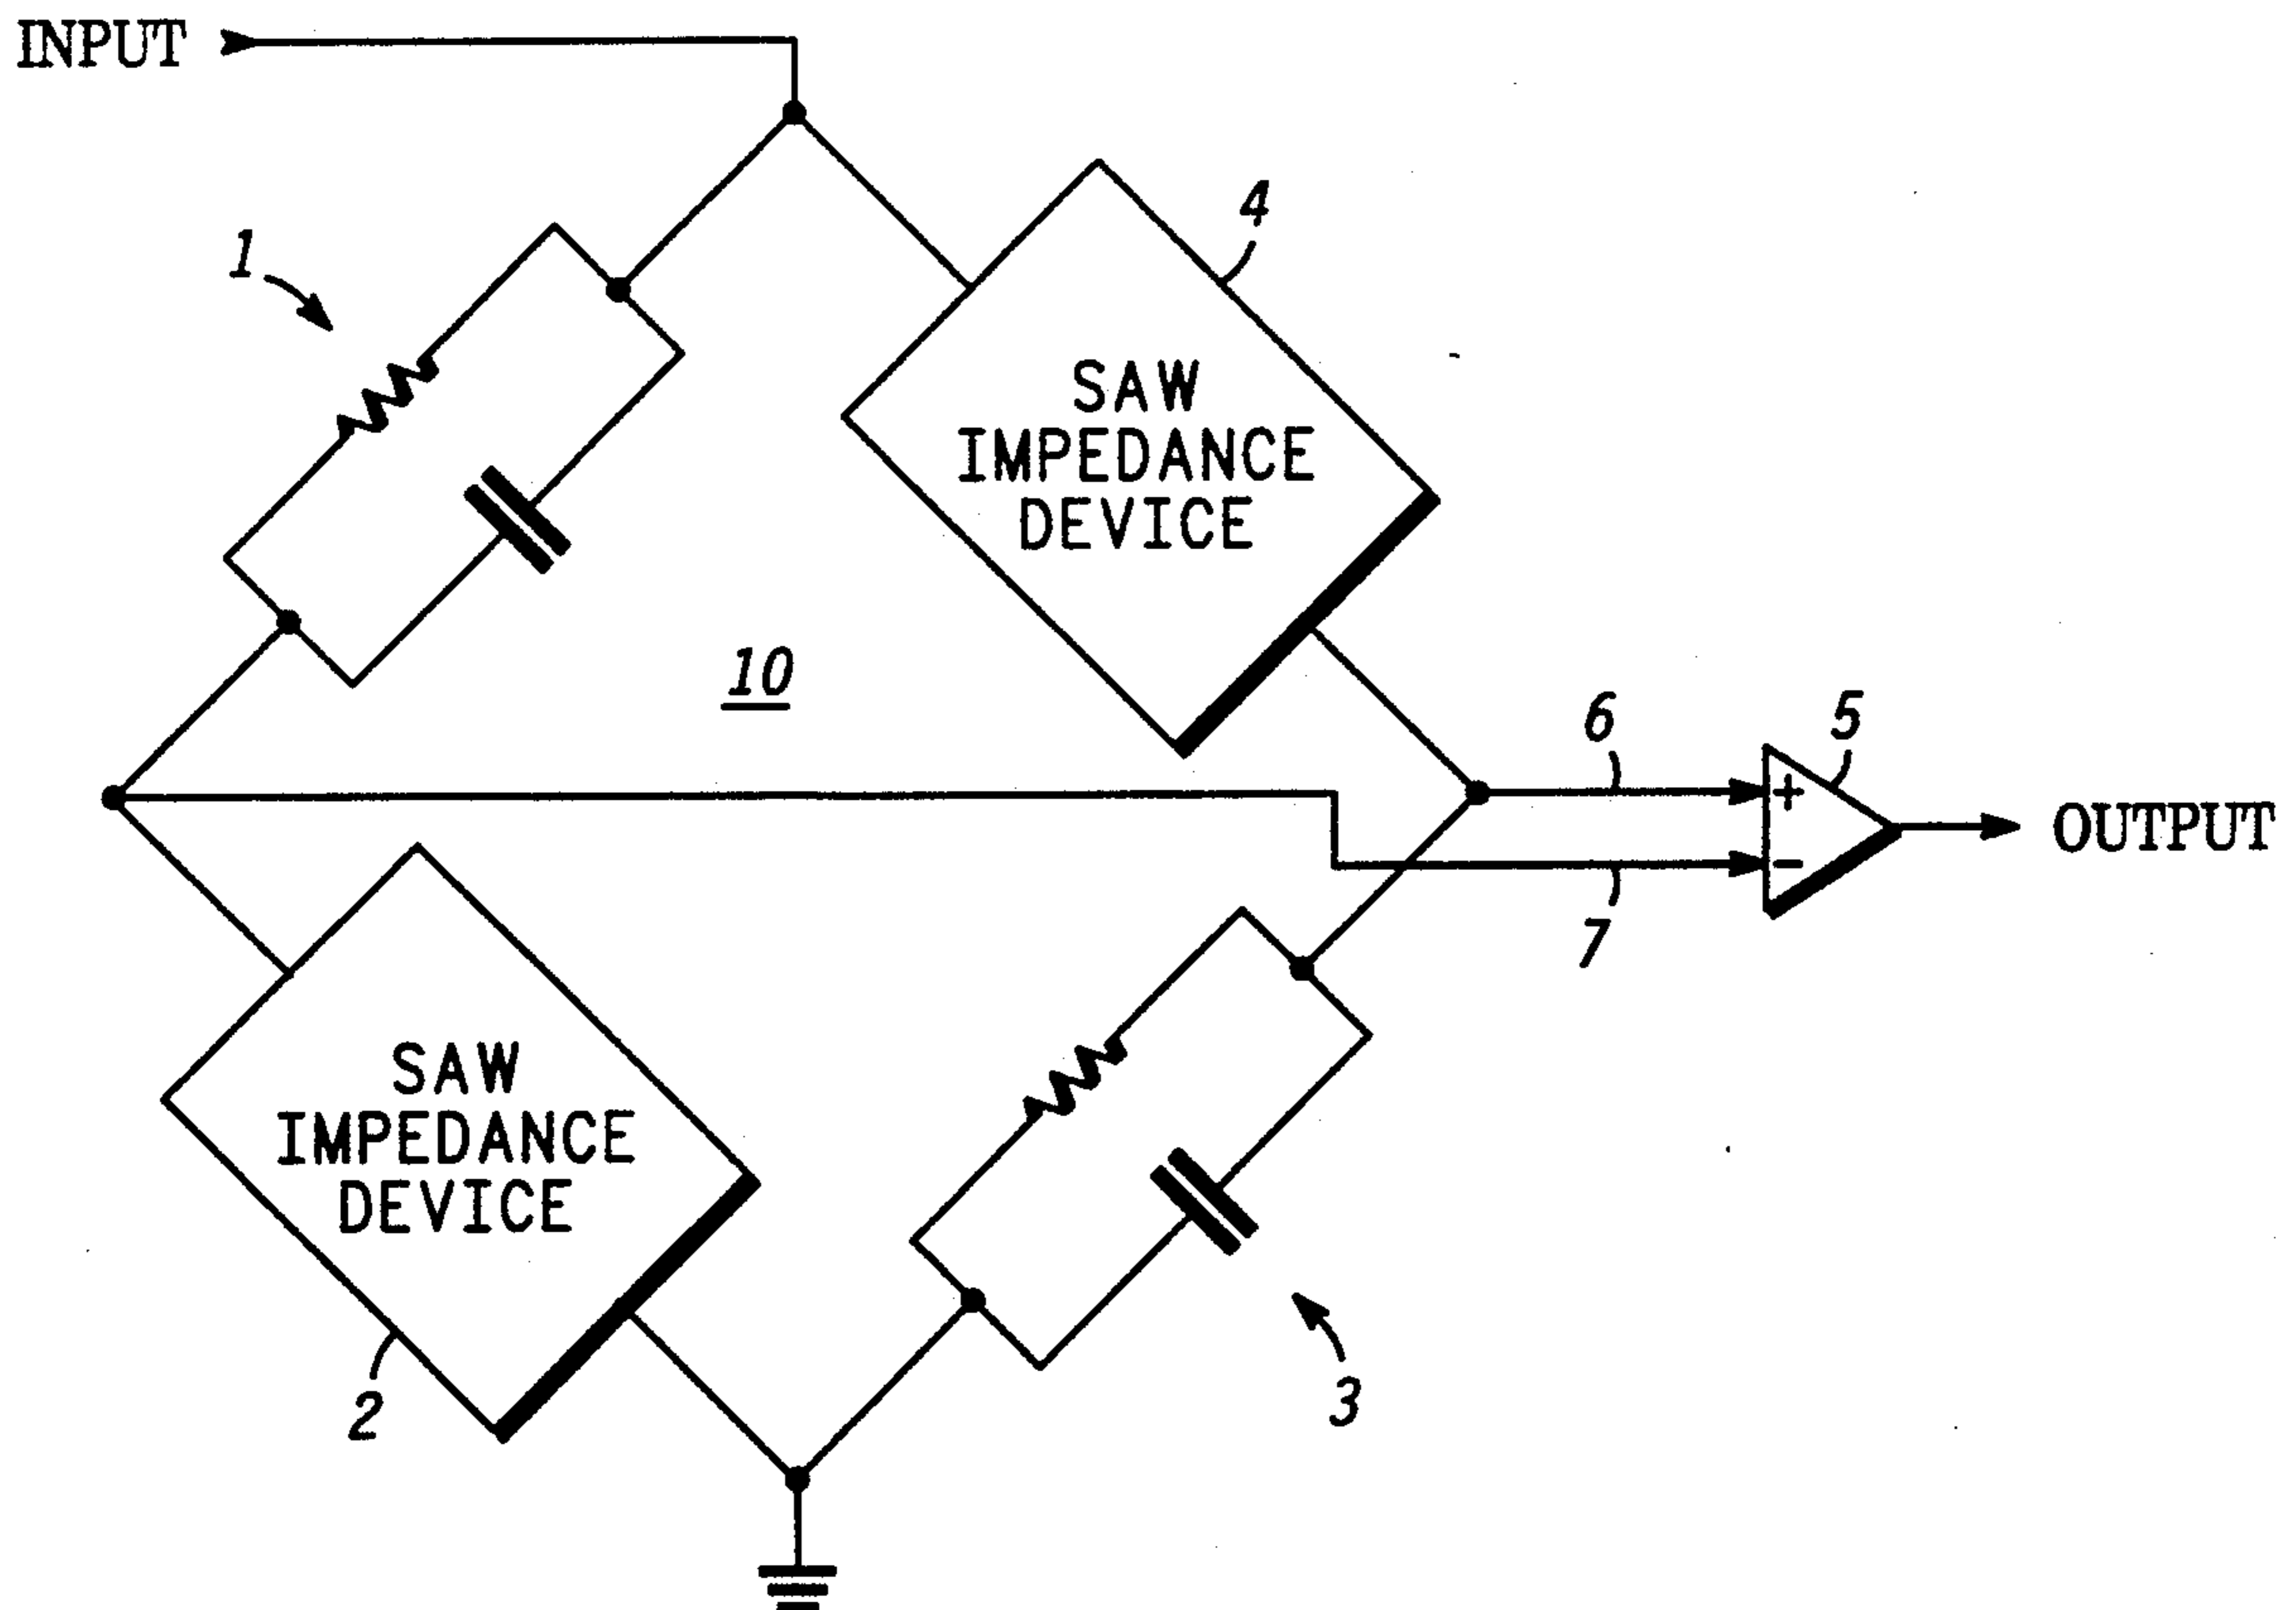 INPUT
4
1
SAW
IMPEDANCE
DEVICE
10
6
5
+
OUTPUT
-
7
SAW
IMPEDANCE
DEVICE
2
3